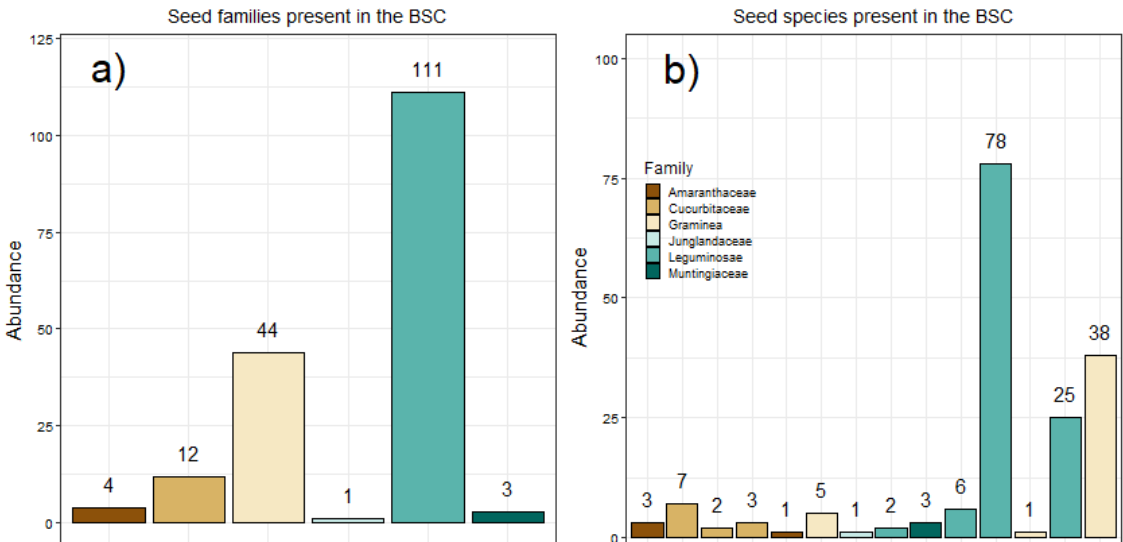 Seed families present in the BSC
a)
Abundance
125
100
75
50
25
0
4
12
44
1
111
3
Seed species present in the BSC
b)
Abundance
100
75
50
25
0
Family
Amaranthaceae
Cucurbitaceae
Graminea
Junglandaceae
Leguminosae
Muntingiaceae
3
7
2
3
1
5
1
2
3
6
78
1
25
38